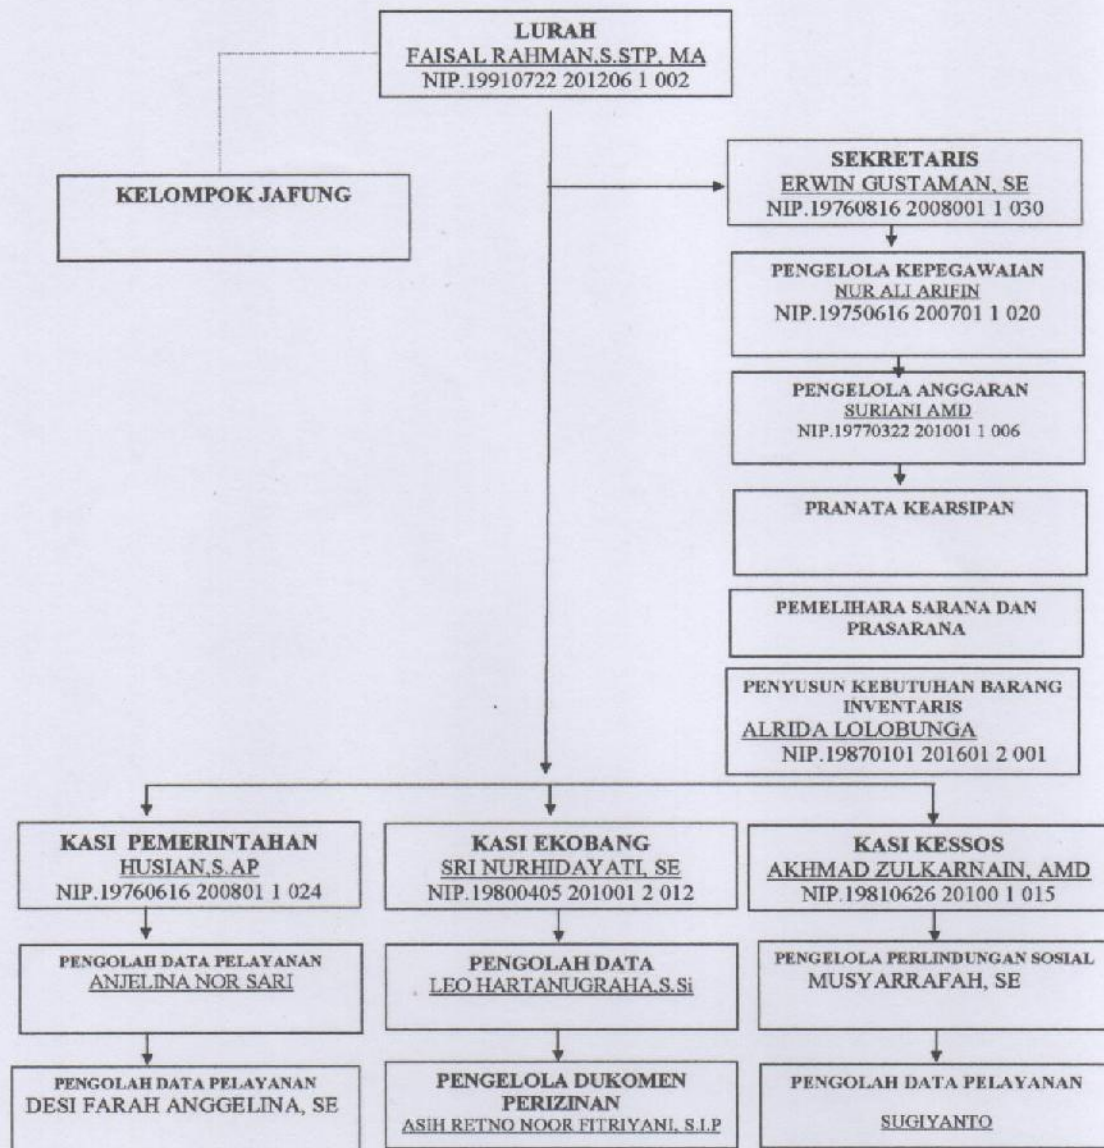 LURAH
FAISAL RAHMAN,S.STP, MA
NIP.19910722 201206 1 002
KELOMPOK JAFUNG
SEKRETARIS
ERWIN GUSTAMAN, SE
NIP.19760816 2008001 1 030
PENGELOLA KEPEGAWAIAN
NUR ALI ARIFIN
NIP.19750616 200701 1 020
PENGELOLA ANGGARAN
SURIANI AMD
NIP.19770322 201001 1 006
PRANATA KEARSIPAN
PEMELIHARA SARANA DAN
PRASARANA
PENYUSUN KEBUTUHAN BARANG
INVENTARIS
ALRIDA LOLOBUNGA
NIP.19870101 201601 2 001
KASI PEMERINTAHAN
HUSIAN,S.AP
NIP.19760616 200801 1 024
KASI EKOBANG
SRI NURHIDAYATI, SE
NIP.19800405 201001 2 012
KASI KESSOS
AKHMAD ZULKARNAIN, AMD
NIP.19810626 20100 1 015
PENGOLAH DATA PELAYANAN
ANJELINA NOR SARI
PENGOLAH DATA
LEO HARTANUGRAHA,S.Si
PENGELOLA PERLINDUNGAN SOSIAL
MUSYARRAFAH, SE
PENGOLAH DATA PELAYANAN
DESI FARAH ANGGELINA, SE
PENGELOLA DUKOMEN
PERIZINAN
ASIH RETNO NOOR FITRIYANI, S.I.P
PENGOLAH DATA PELAYANAN
SUGIYANTO